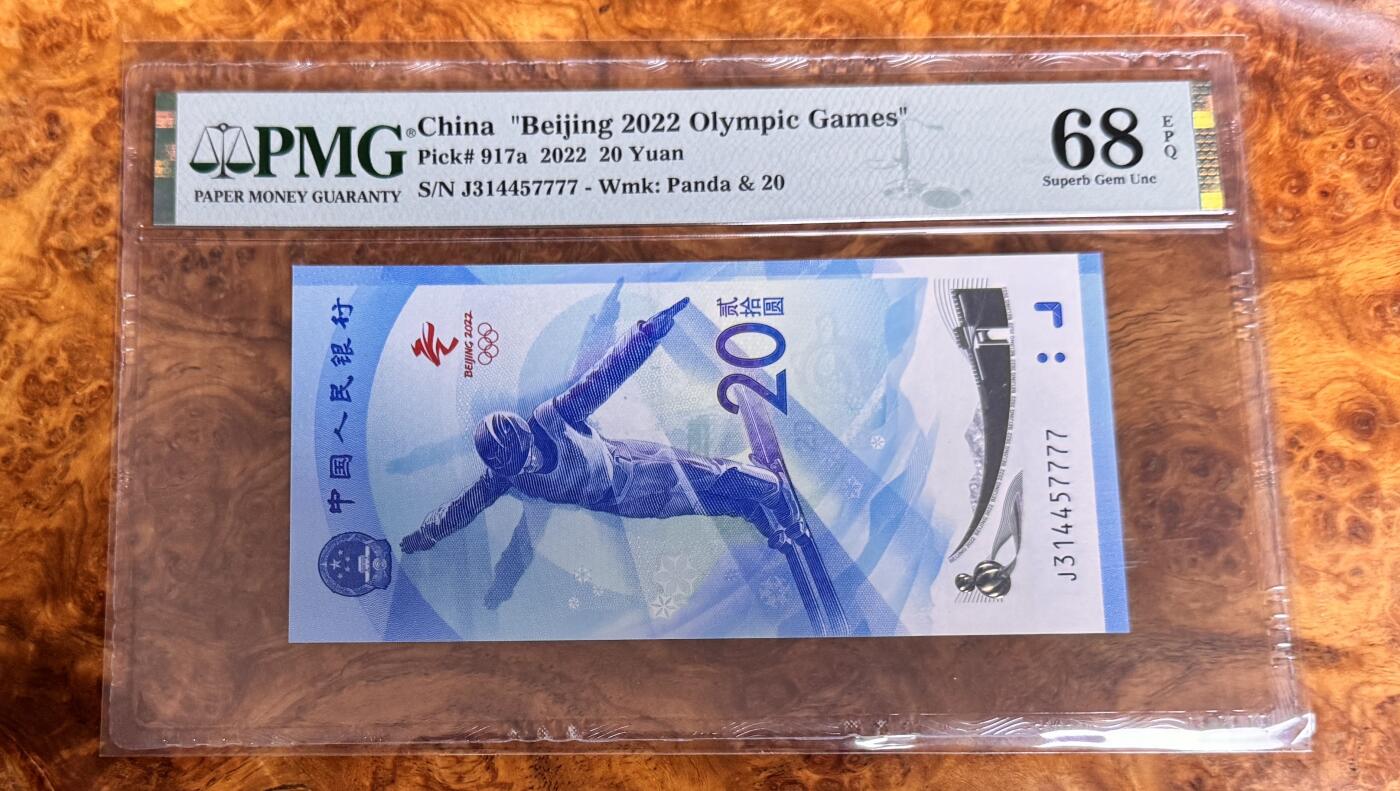 PMG®
PAPER MONEY GUARANTY
China "Beijing 2022 Olympic Games"
Pick# 917a 2022 20 Yuan
S/N J314457777 - Wmk: Panda & 20
68
EPQ
Superb Gem Unc
中国人民银行
BEIJING 2022
贰拾圆
20
J314457777